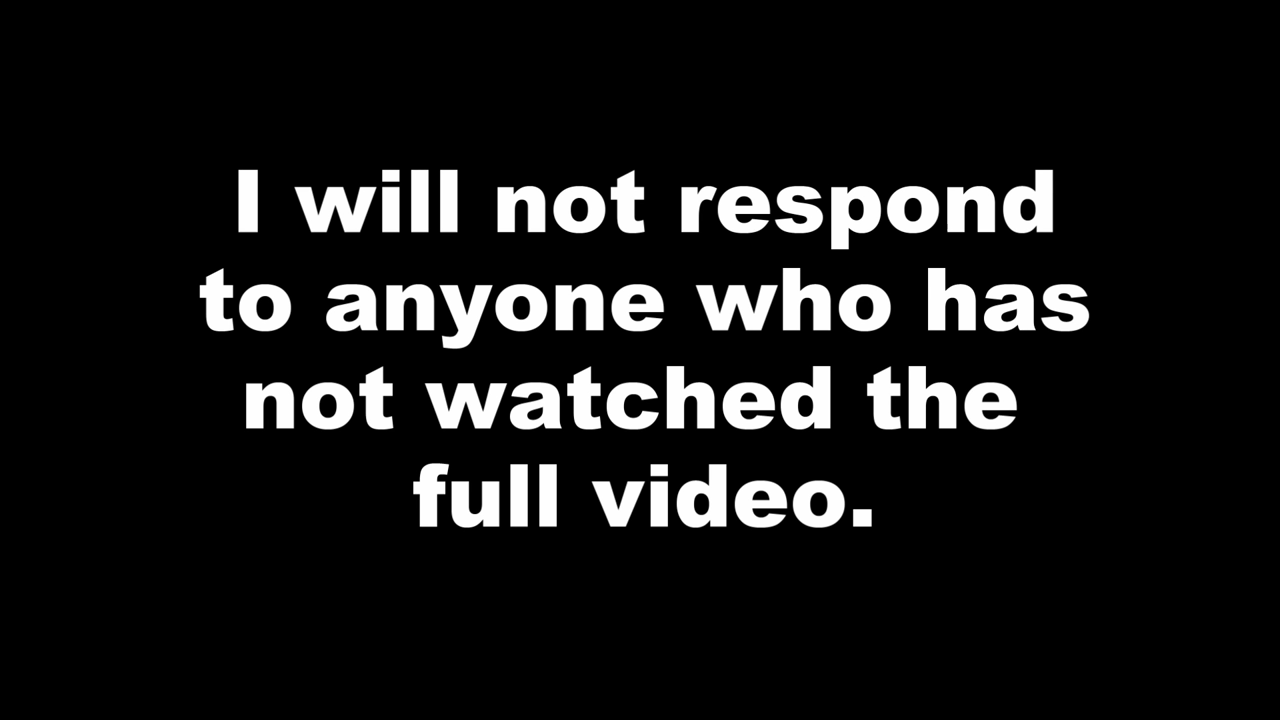 I will not respond
to anyone who has
not watched the
full video.